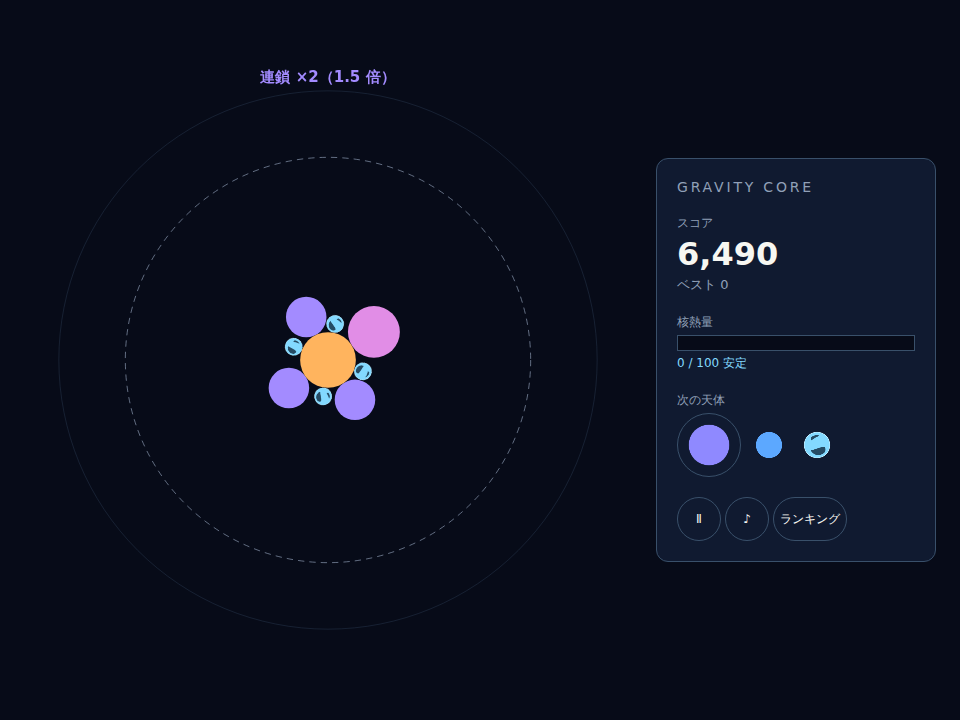 連鎖 ×2（1.5 倍）
GRAVITY CORE
スコア
6,490
ベスト 0
核熱量
0 / 100 安定
次の天体
Ⅱ ♪ ランキング